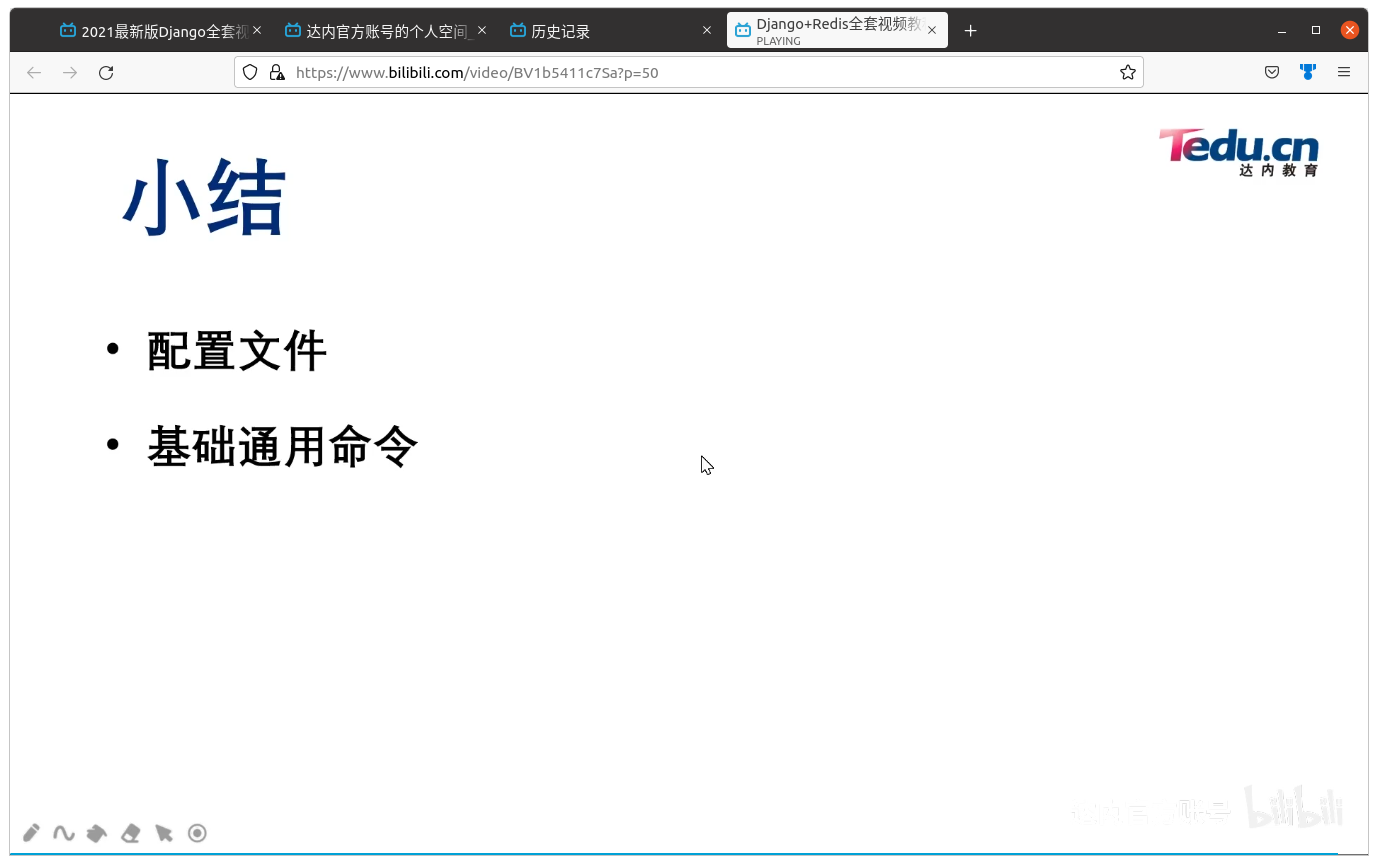 2021最新版Django全套视
达内官方账号的个人空间_
历史记录
Django+Redis全套视频教
PLAYING
https://www.bilibili.com/video/BV1b5411c7Sa?p=50
Tedu.cn
达内教育
小结
• 配置文件
• 基础通用命令
达内官方账号 bilibili